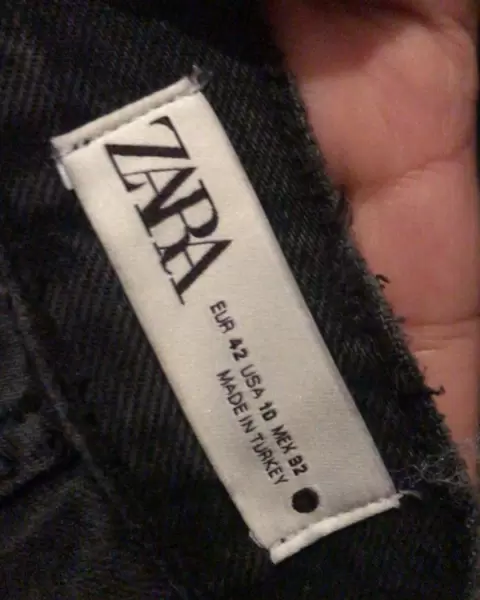 ZARA
EUR 42 USA 10 MEX 32
MADE IN TURKEY